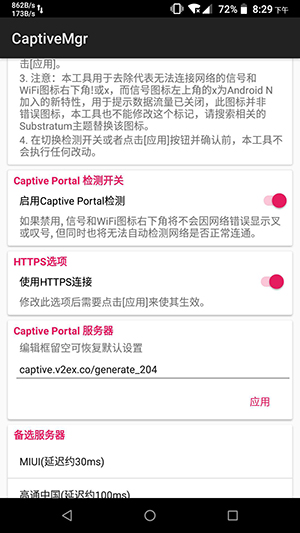 862B/s
173B/s
72%
8:29 下午
CaptiveMgr
击[应用]。
3. 注意：本工具用于去除代表无法连接网络的信号和
WiFi图标右下角!或x，而信号图标左上角的x为Android N
加入的新特性，用于提示数据流量已关闭，此图标并非
错误图标，本工具也不能修改这个标记，请搜索相关的
Substratum主题替换该图标。
4. 在切换检测开关或者点击[应用]按钮并确认前，本工具不
会执行任何改动。
Captive Portal 检测开关
启用Captive Portal检测
如果禁用, 信号和WiFi图标右下角将不会因网络错误显示叉
或叹号, 但同时也将无法自动检测网络是否正常连通。
HTTPS选项
使用HTTPS连接
修改此选项后需要点击[应用]来使其生效。
Captive Portal 服务器
编辑框留空可恢复默认设置
captive.v2ex.co/generate_204
应用
备选服务器
MIUI(延迟约30ms)
高通中国(延迟约100ms)